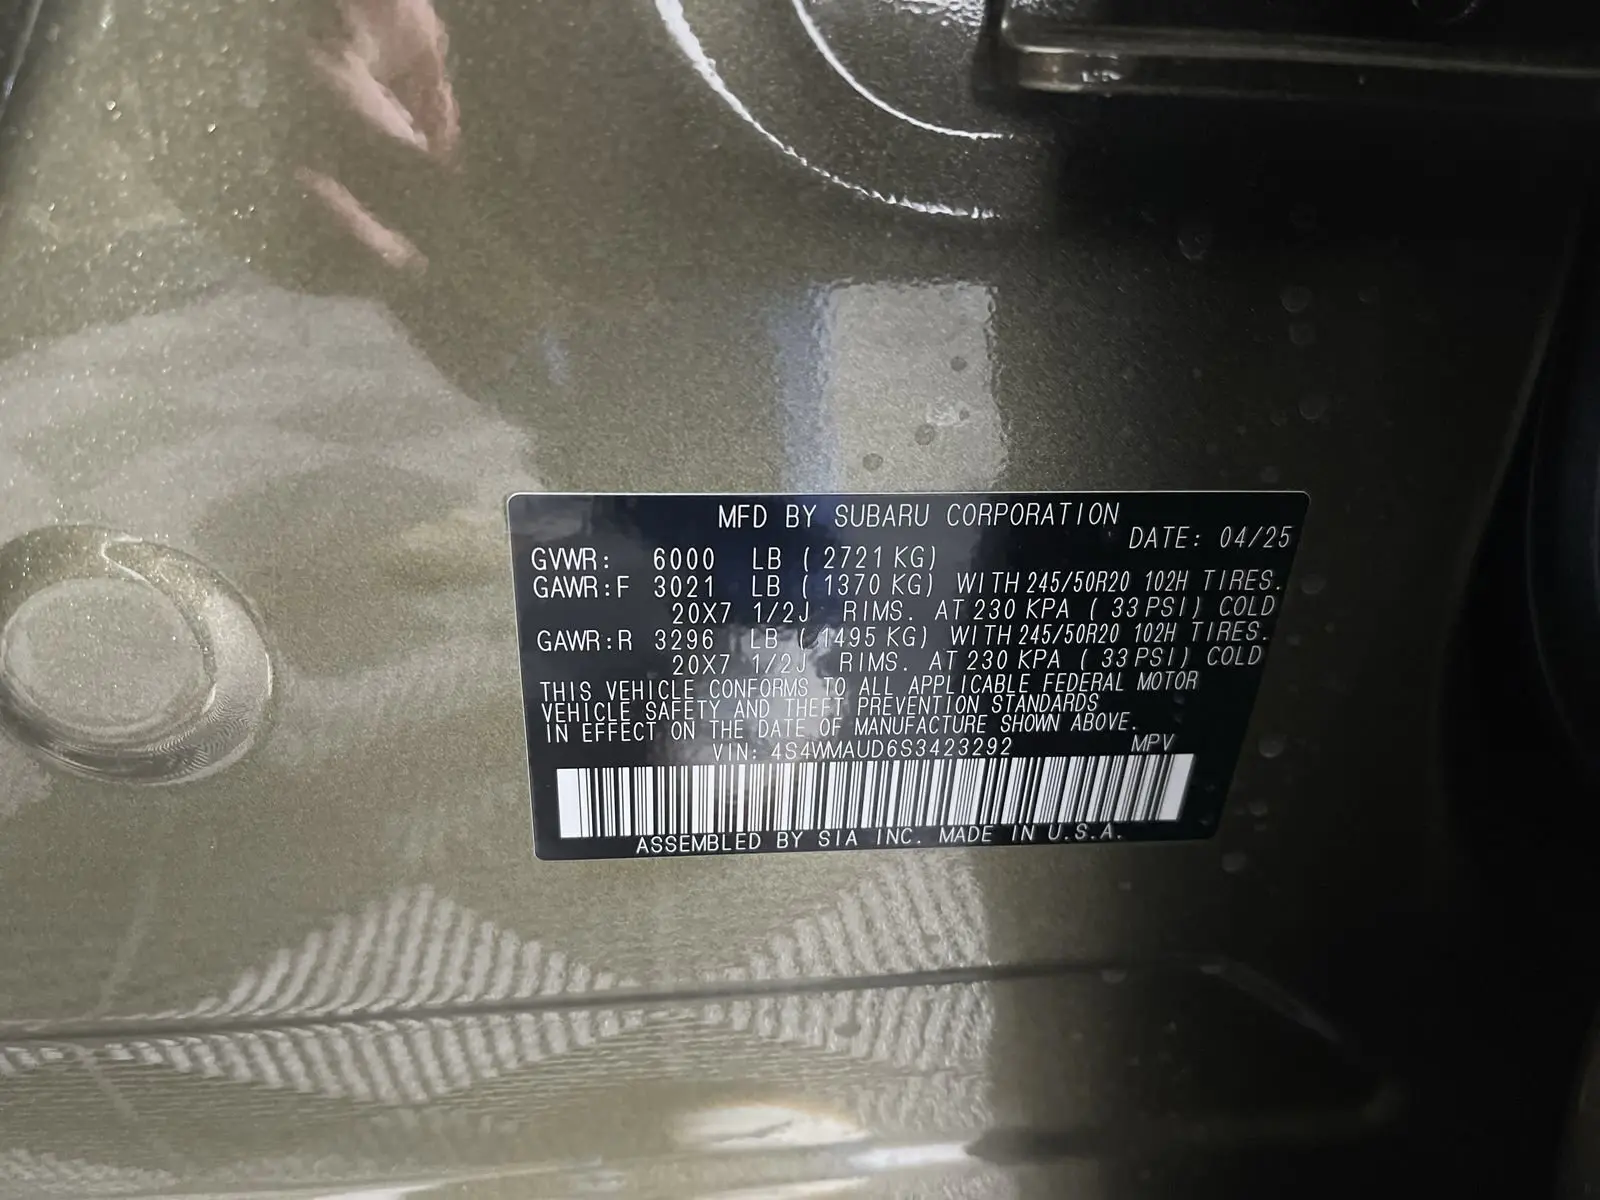 MFD BY SUBARU CORPORATION
DATE: 04/25
GVWR: 6000 LB ( 2721 KG)
GAWR:F 3021 LB ( 1370 KG) WITH 245/50R20 102H TIRES.
20X7 1/2J RIMS. AT 230 KPA ( 33 PSI) COLD
GAWR:R 3296 LB ( 1495 KG) WITH 245/50R20 102H TIRES.
20X7 1/2J RIMS. AT 230 KPA ( 33 PSI) COLD
THIS VEHICLE CONFORMS TO ALL APPLICABLE FEDERAL MOTOR
VEHICLE SAFETY AND THEFT PREVENTION STANDARDS
IN EFFECT ON THE DATE OF MANUFACTURE SHOWN ABOVE.
VIN: 4S4WMAUD6S3423292 MPV
ASSEMBLED BY SIA INC. MADE IN U.S.A.